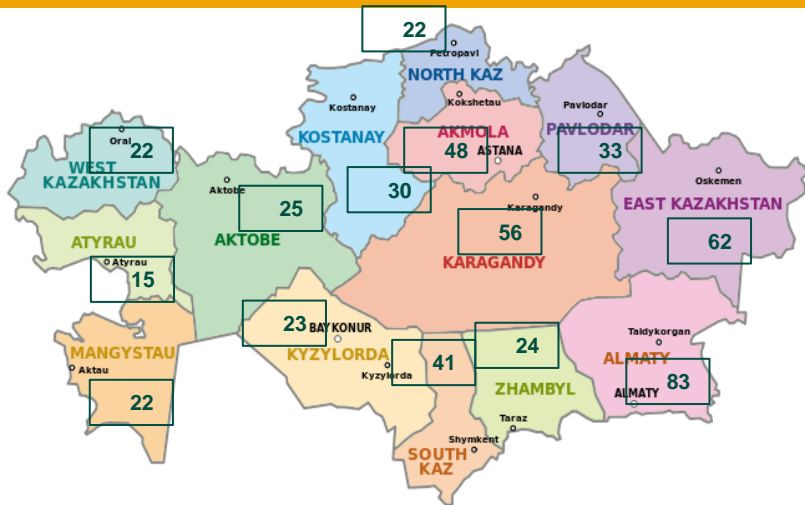 22
Petropavl
NORTH KAZ
Kostanay
Kokshetau
Pavlodar
KOSTANAY
AKMOLA
PAVLODAR
Oral
22
48
ASTANA
33
WEST
KAZAKHSTAN
Aktobe
30
Karagandy
Oskemen
25
EAST KAZAKHSTAN
ATYRAU
AKTOBE
56
62
Atyrau
KARAGANDY
15
23
BAYKONUR
Taldykorgan
MANGYSTAU
KYZYLORDA
24
ALMATY
Aktau
Kyzylorda
41
83
22
ZHAMBYL
ALMATY
Taraz
Shymkent
SOUTH
KAZ